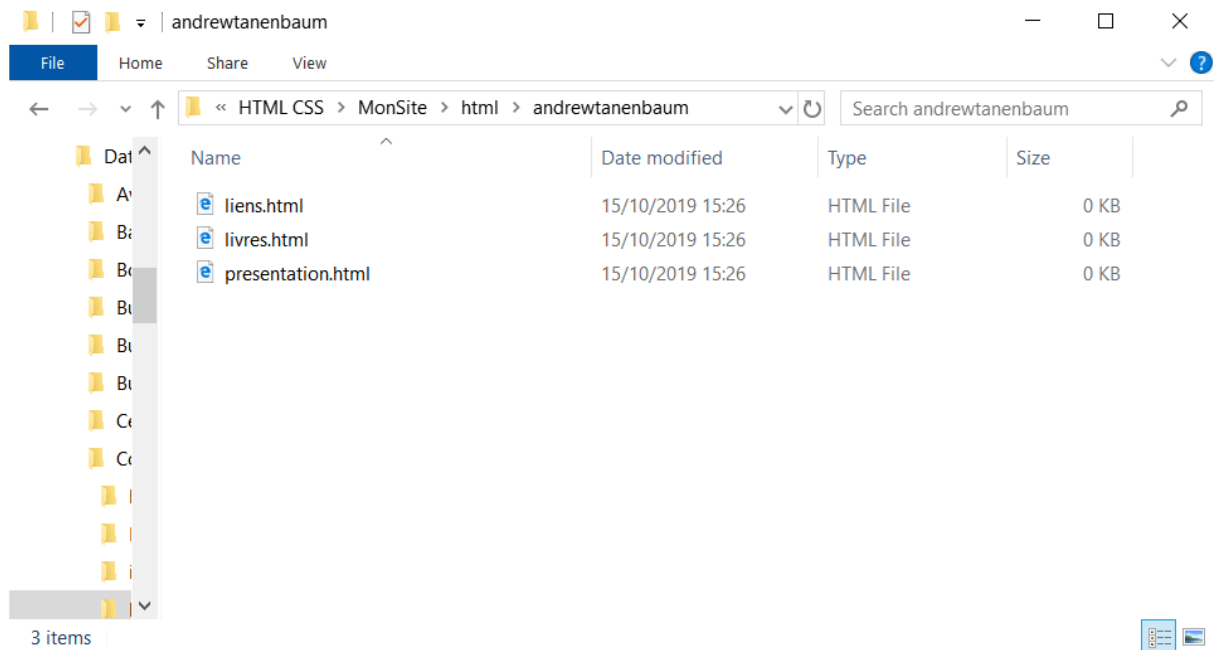 andrewtanenbaum
File Home Share View ?
« HTML CSS > MonSite > html > andrewtanenbaum Search andrewtanenbaum
Name Date modified Type Size
liens.html 15/10/2019 15:26 HTML File 0 KB
livres.html 15/10/2019 15:26 HTML File 0 KB
presentation.html 15/10/2019 15:26 HTML File 0 KB
3 items